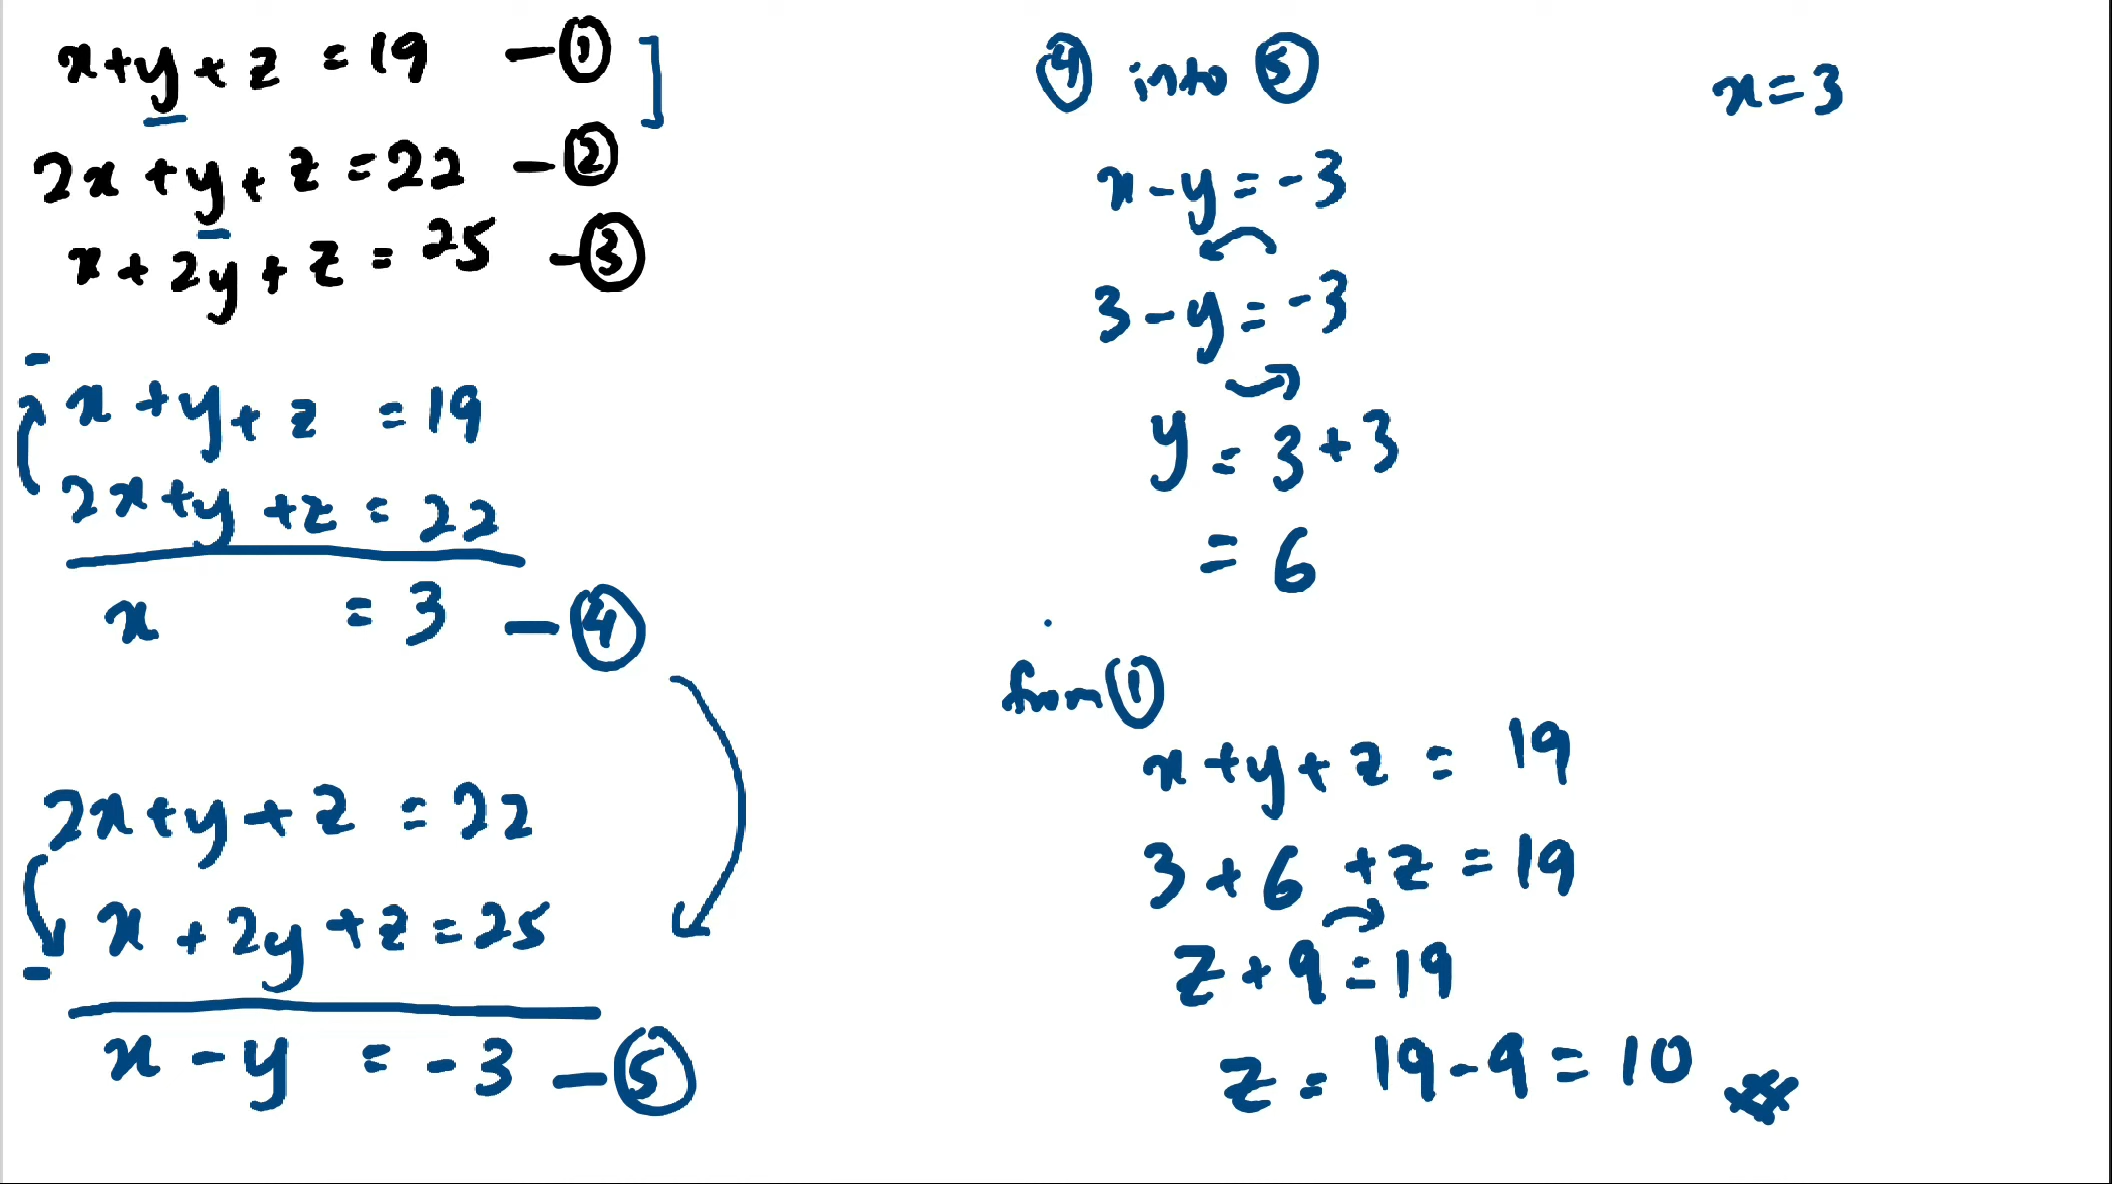 x+y+z = 19 -①
2x+y+z = 22 -②
x+2y+z = 25 -③
-
x+y+z = 19
2x+y+z = 22
x = 3 -④
2x+y+z = 22
x+2y+z = 25
-
x-y = -3 -⑤
④ into ⑤
x-y = -3
3-y = -3
y = 3+3
= 6
from ①
x+y+z = 19
3+6+z = 19
z+9 = 19
z = 19-9 = 10 #
x=3